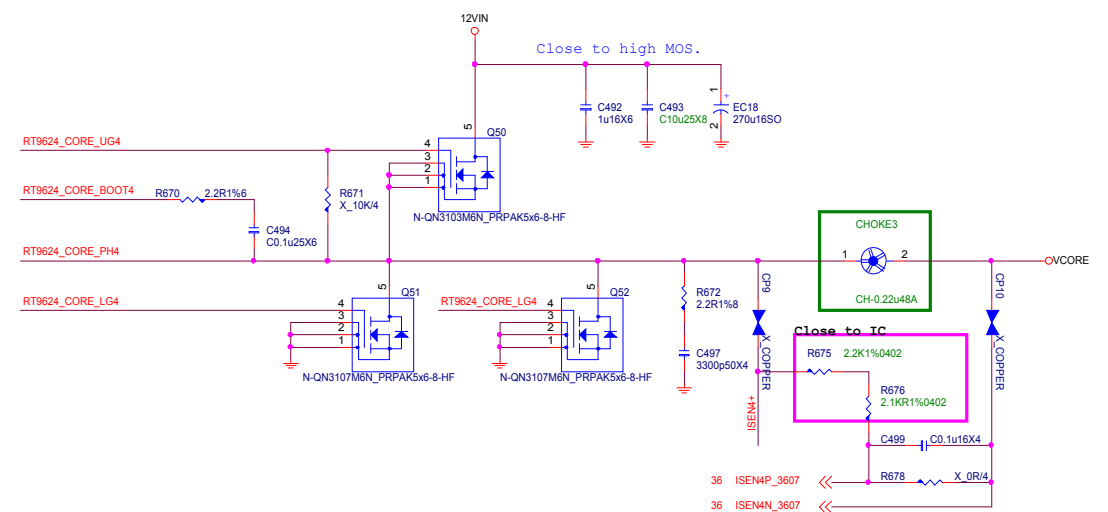 12VIN
Close to high MOS.
C492
1u16X6
C493
C10u25X8
1
+
2
EC18
270u16SO
RT9624_CORE_UG4
5
Q50
4
3
2
1
N-QN3103M6N_PRPAK5x6-8-HF
RT9624_CORE_BOOT4
R670
2.2R1%6
R671
X_10K/4
C494
C0.1u25X6
RT9624_CORE_PH4
CHOKE3
1
2
CH-0.22u48A
VCORE
RT9624_CORE_LG4
5
Q51
4
3
2
1
N-QN3107M6N_PRPAK5x6-8-HF
RT9624_CORE_LG4
5
Q52
4
3
2
1
N-QN3107M6N_PRPAK5x6-8-HF
R672
2.2R1%8
C497
3300p50X4
CP9
X_COPPER
CP10
X_COPPER
Close to IC
R675
2.2K1%0402
R676
2.1KR1%0402
ISEN4+
C499
C0.1u16X4
36
ISEN4P_3607
R678
X_0R/4
36
ISEN4N_3607